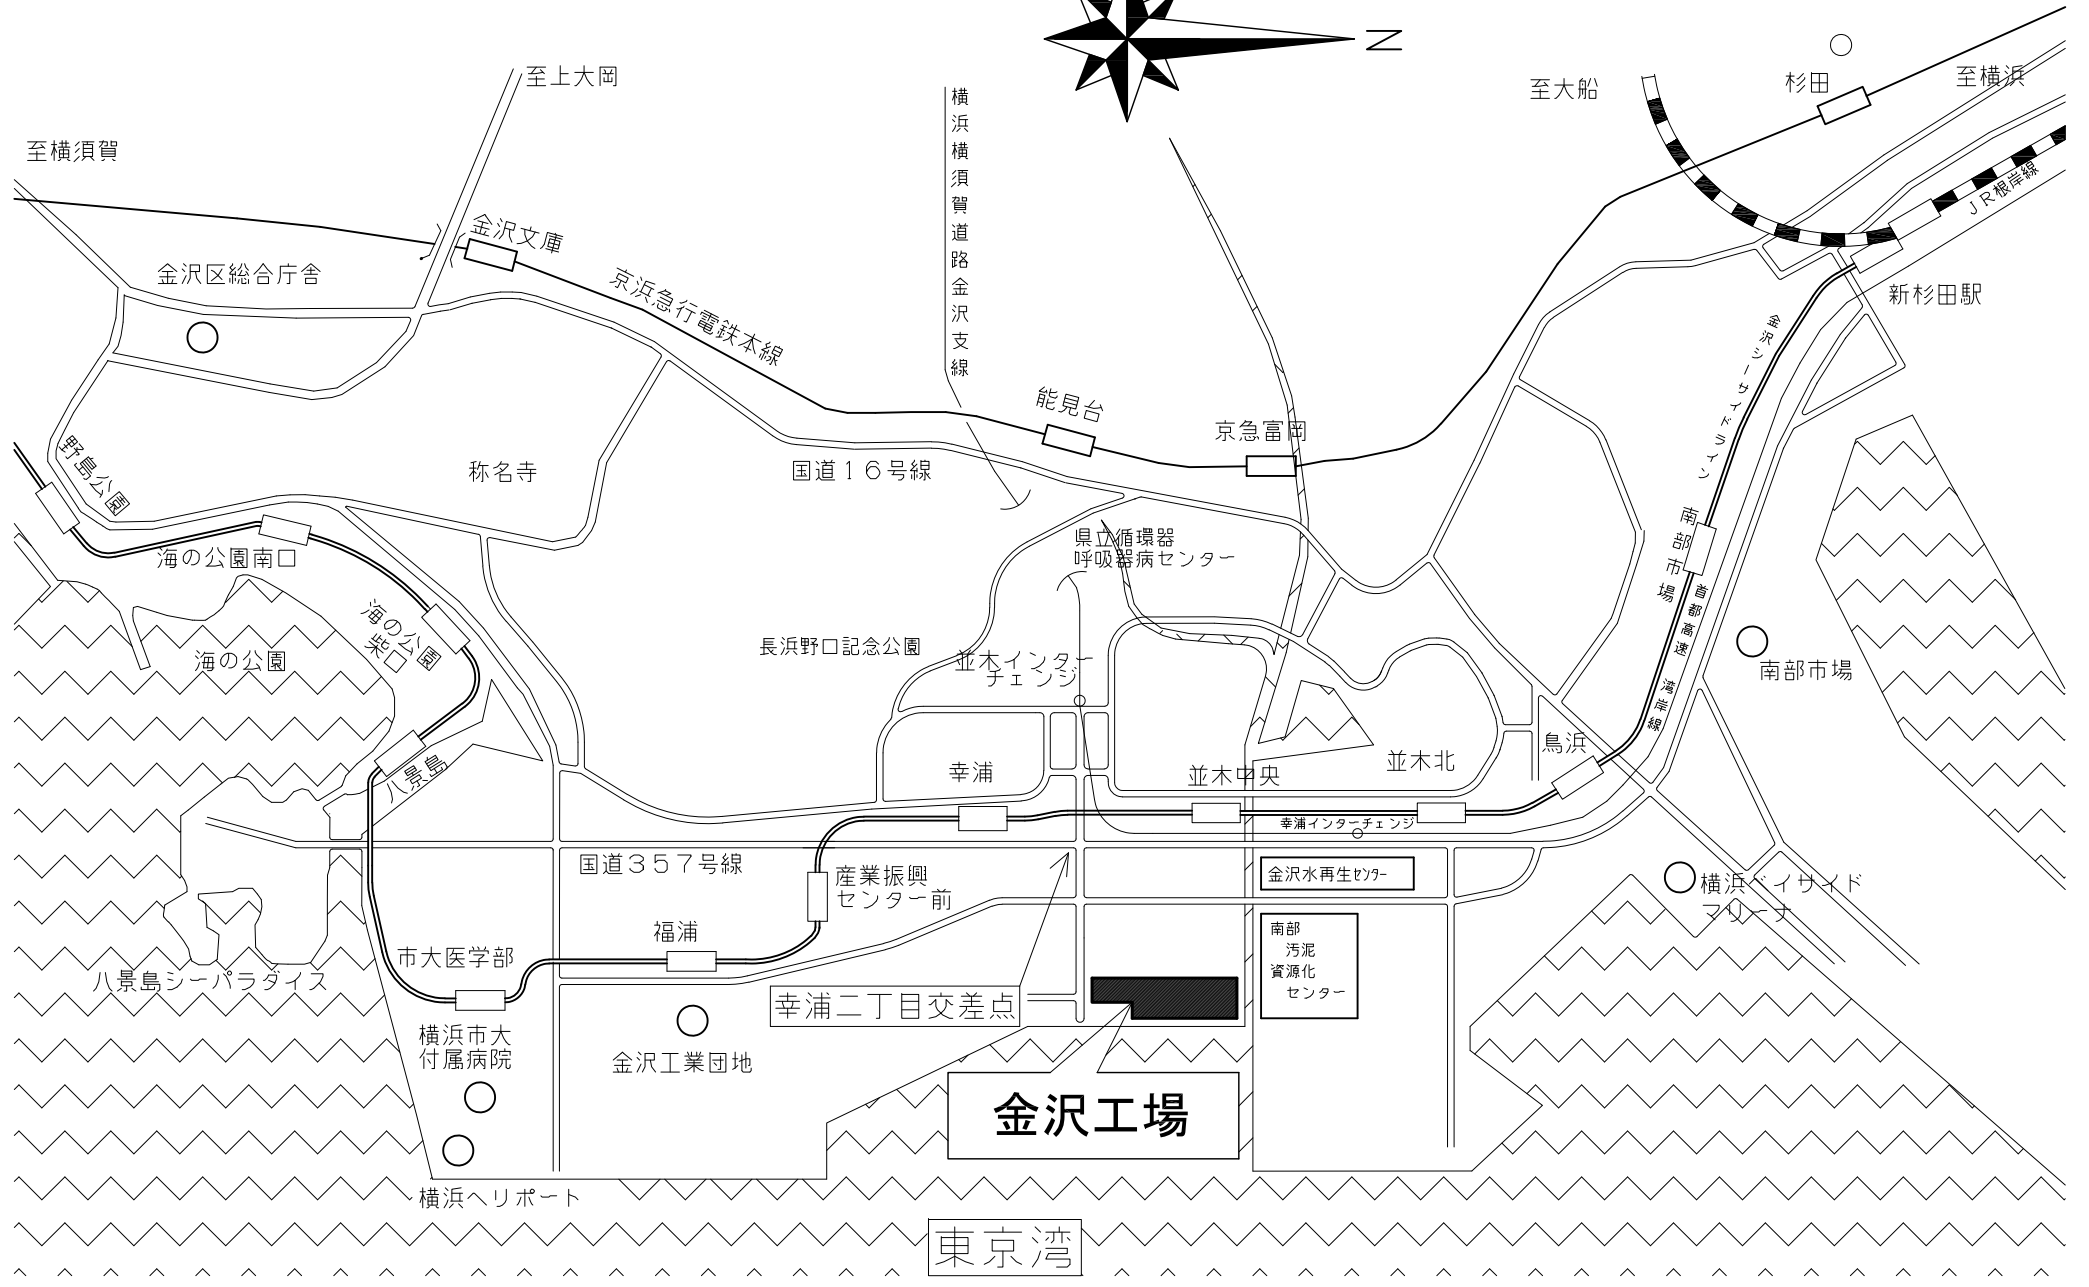 N
至上大岡
至大船
杉田
至横浜
至横須賀
横浜横須賀道路金沢支線
JR根岸線
金沢文庫
金沢区総合庁舎
京浜急行電鉄本線
新杉田駅
金沢シーサイドライン
能見台
京急富岡
野島公園
称名寺
国道16号線
南部市場
海の公園南口
県立循環器
呼吸器病センター
首都高速 湾岸線
海の公園
柴口
海の公園
長浜野口記念公園
並木インター
チェンジ
南部市場
鳥浜
八景島
幸浦
並木中央
並木北
幸浦インターチェンジ
国道357号線
産業振興
センター前
金沢水再生センター
横浜ベイサイド
マリーナ
福浦
南部
汚泥
資源化
センター
市大医学部
八景島シーパラダイス
幸浦二丁目交差点
横浜市大
付属病院
金沢工業団地
金沢工場
横浜ヘリポート
東京湾